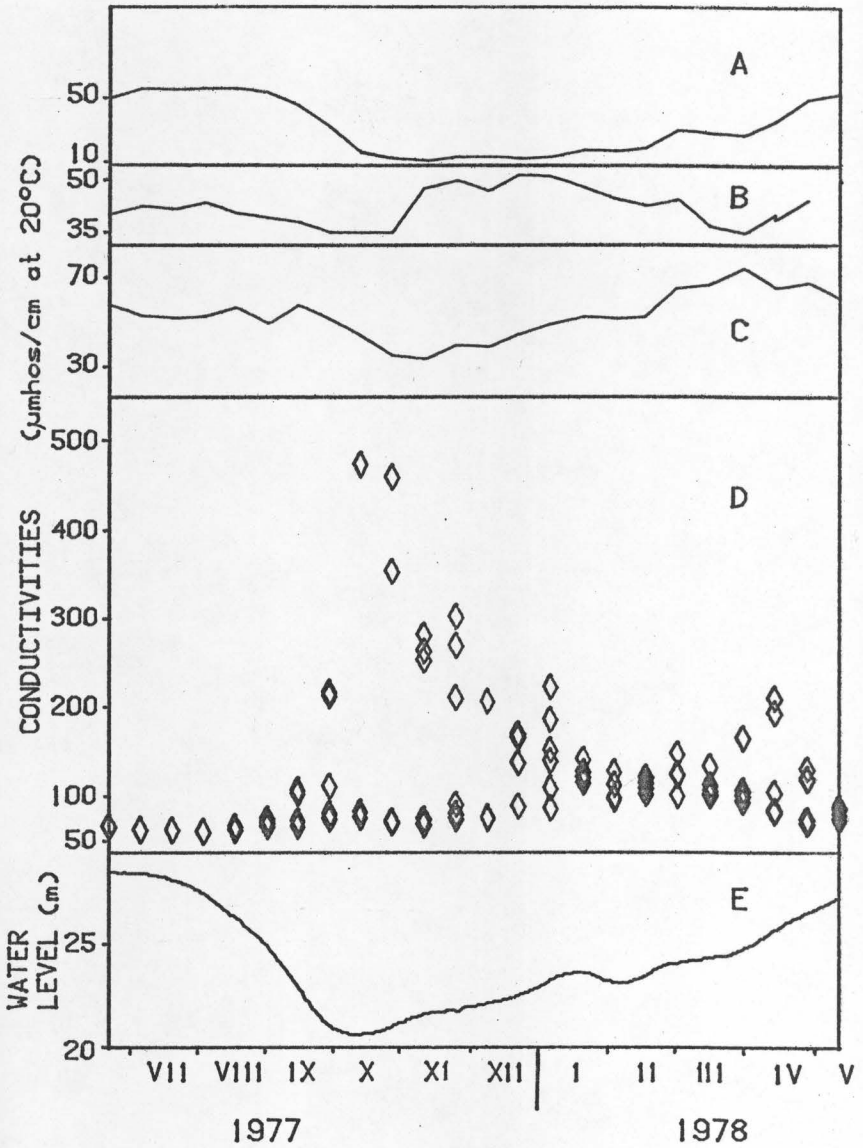 A
50
10
50
B
35
70
C
30
CONDUCTIVITIES (µmhos/cm at 20°C)
500
D
400
300
200
100
50
E
WATER
LEVEL (m)
25
20
VII VIII IX X XI XII I II III IV V
1977 1978